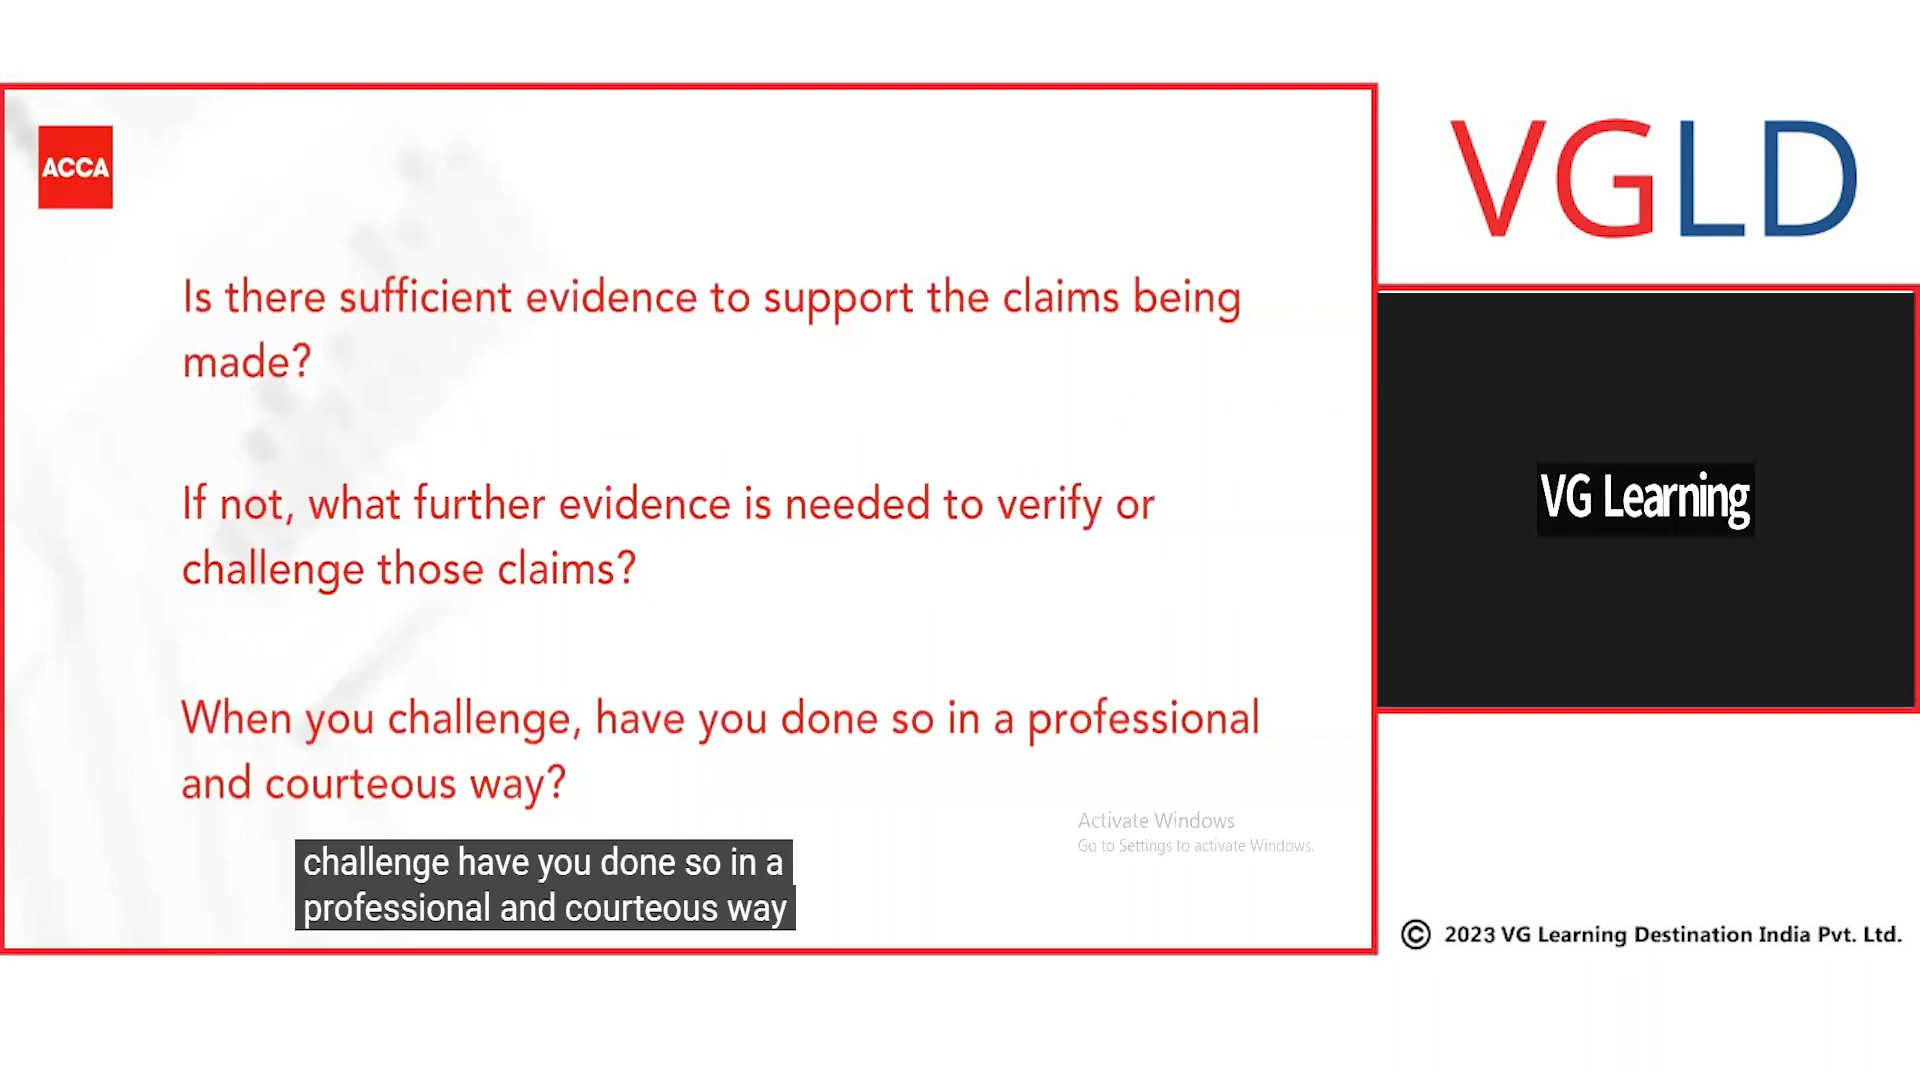 ACCA
Is there sufficient evidence to support the claims being
made?
If not, what further evidence is needed to verify or
challenge those claims?
When you challenge, have you done so in a professional
and courteous way?
Activate Windows
Go to Settings to activate Windows.
challenge have you done so in a
professional and courteous way
VGLD
VG Learning
© 2023 VG Learning Destination India Pvt. Ltd.